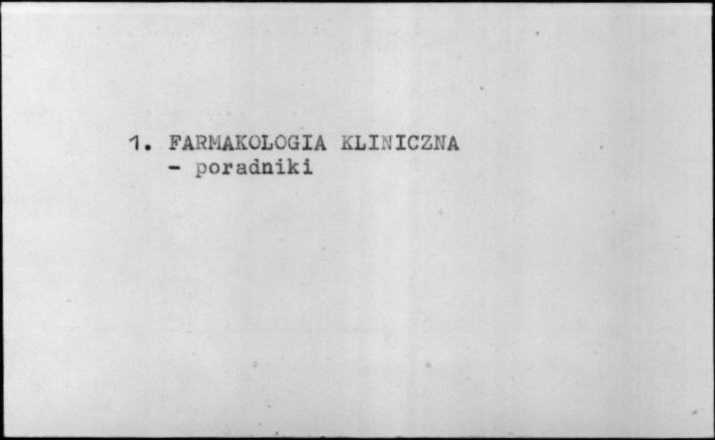 1. FARMAKOLOGIA KLINICZNA
- poradniki